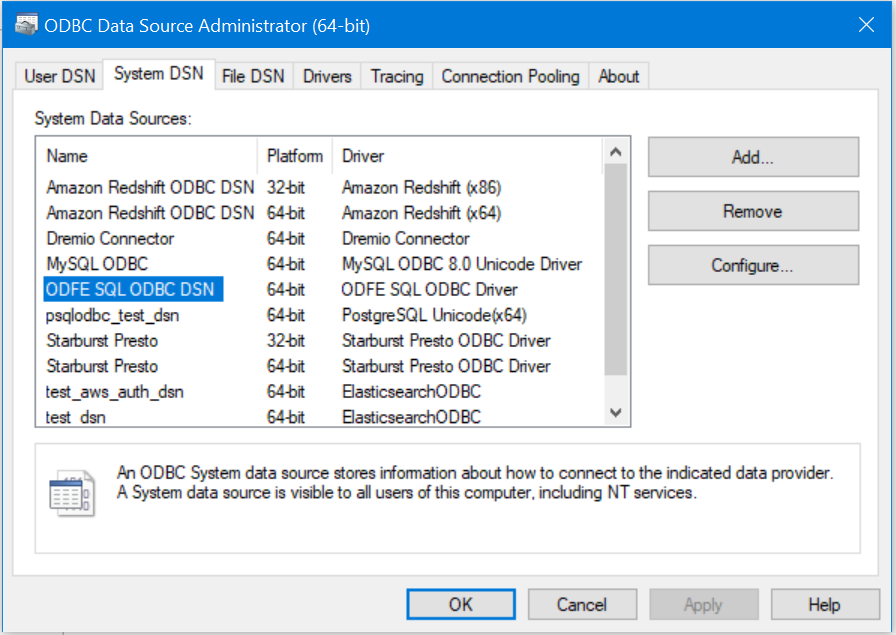 ODBC Data Source Administrator (64-bit)
User DSN System DSN File DSN Drivers Tracing Connection Pooling About
System Data Sources:
Name Platform Driver
Amazon Redshift ODBC DSN 32-bit Amazon Redshift (x86)
Amazon Redshift ODBC DSN 64-bit Amazon Redshift (x64)
Dremio Connector 64-bit Dremio Connector
MySQL ODBC 64-bit MySQL ODBC 8.0 Unicode Driver
ODFE SQL ODBC DSN 64-bit ODFE SQL ODBC Driver
psqlodbc_test_dsn 64-bit PostgreSQL Unicode(x64)
Starburst Presto 32-bit Starburst Presto ODBC Driver
Starburst Presto 64-bit Starburst Presto ODBC Driver
test_aws_auth_dsn 64-bit ElasticsearchODBC
test_dsn 64-bit ElasticsearchODBC
Add...
Remove
Configure...
An ODBC System data source stores information about how to connect to the indicated data provider.
A System data source is visible to all users of this computer, including NT services.
OK Cancel Apply Help